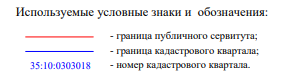 Используемые условные знаки и обозначения:
- граница публичного сервитута;
- граница кадастрового квартала;
35:10:0303018 - номер кадастрового квартала.